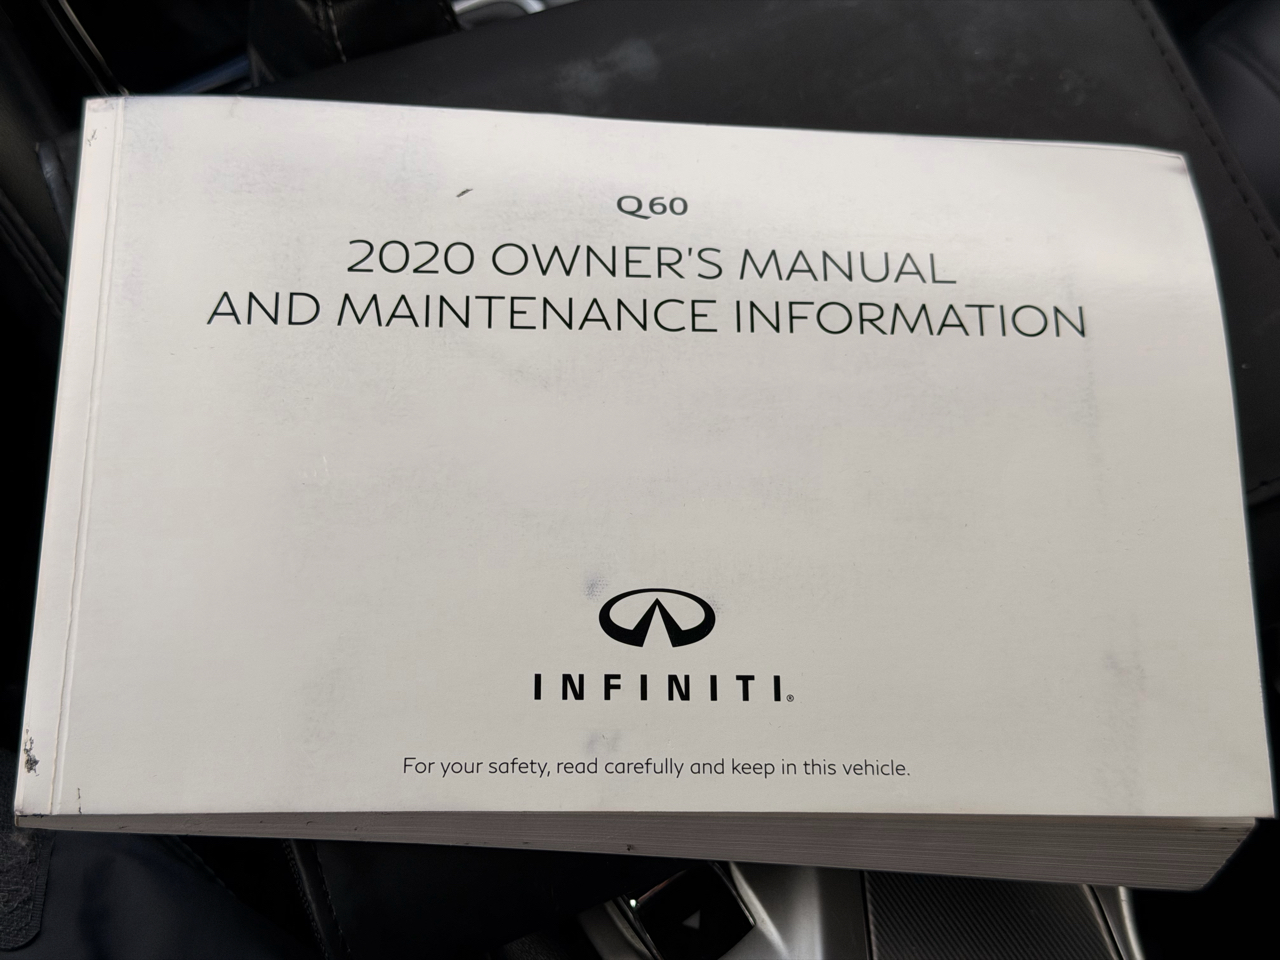 Q60
2020 OWNER'S MANUAL
AND MAINTENANCE INFORMATION
INFINITI®
For your safety, read carefully and keep in this vehicle.